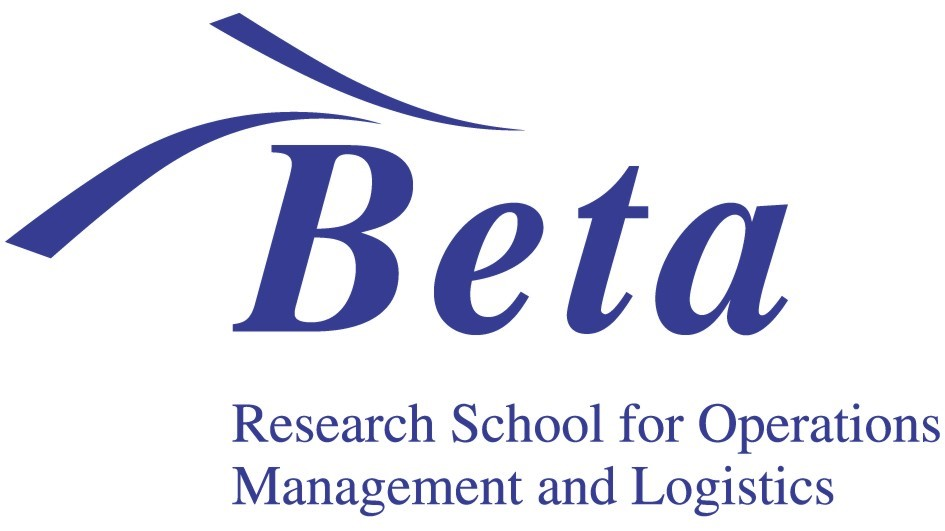 Beta
Research School for Operations
Management and Logistics